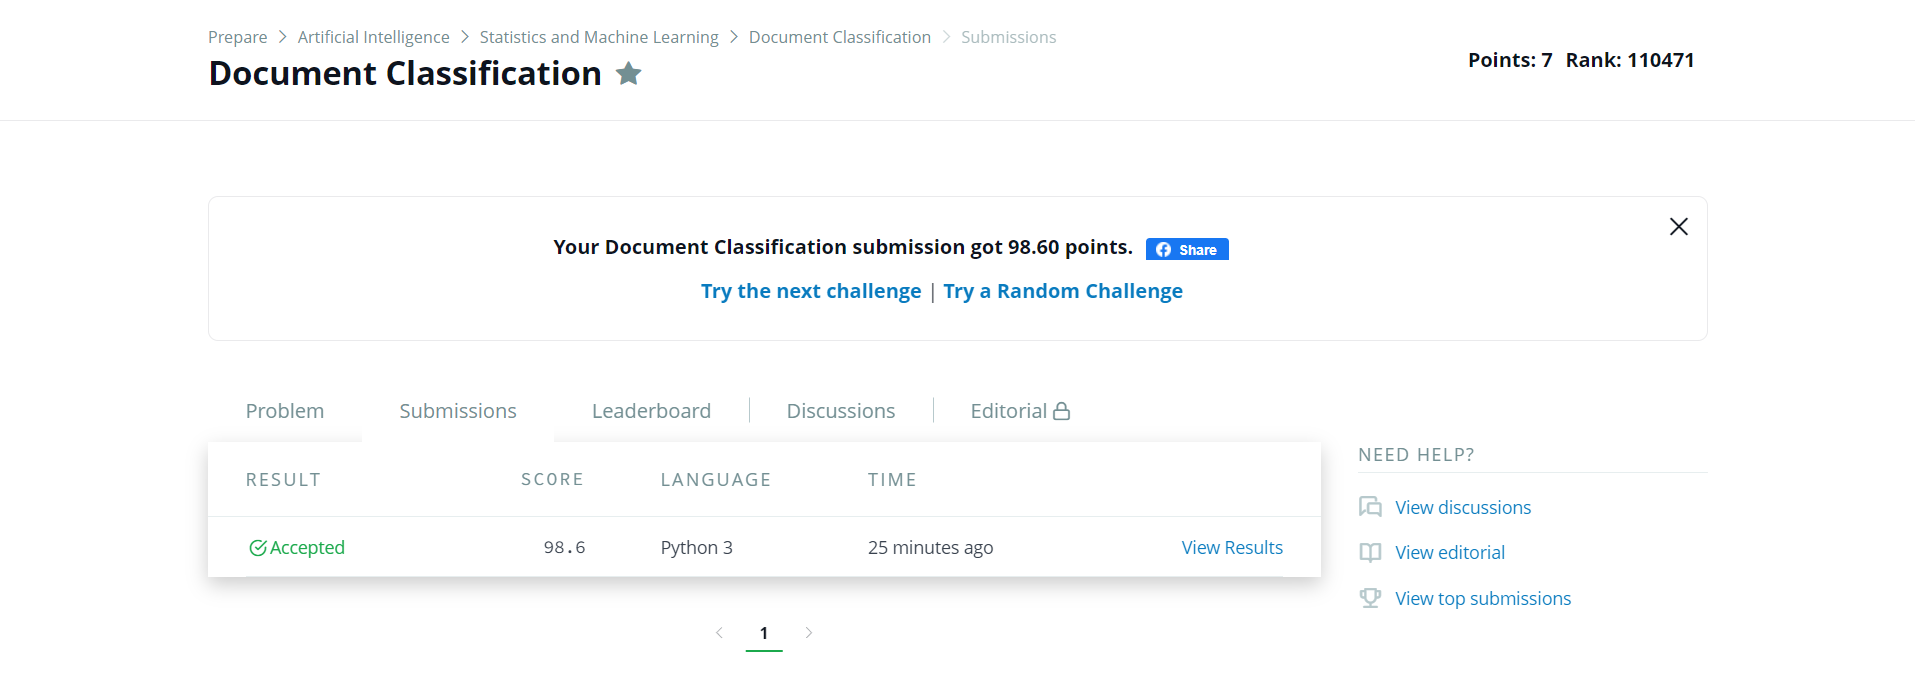 Prepare Artificial Intelligence Statistics and Machine Learning Document Classification Submissions
Document Classification
Points: 7 Rank: 110471
Your Document Classification submission got 98.60 points. Share
Try the next challenge | Try a Random Challenge
Problem Submissions Leaderboard Discussions Editorial
RESULT SCORE LANGUAGE TIME
Accepted 98.6 Python 3 25 minutes ago View Results
1
NEED HELP?
View discussions
View editorial
View top submissions